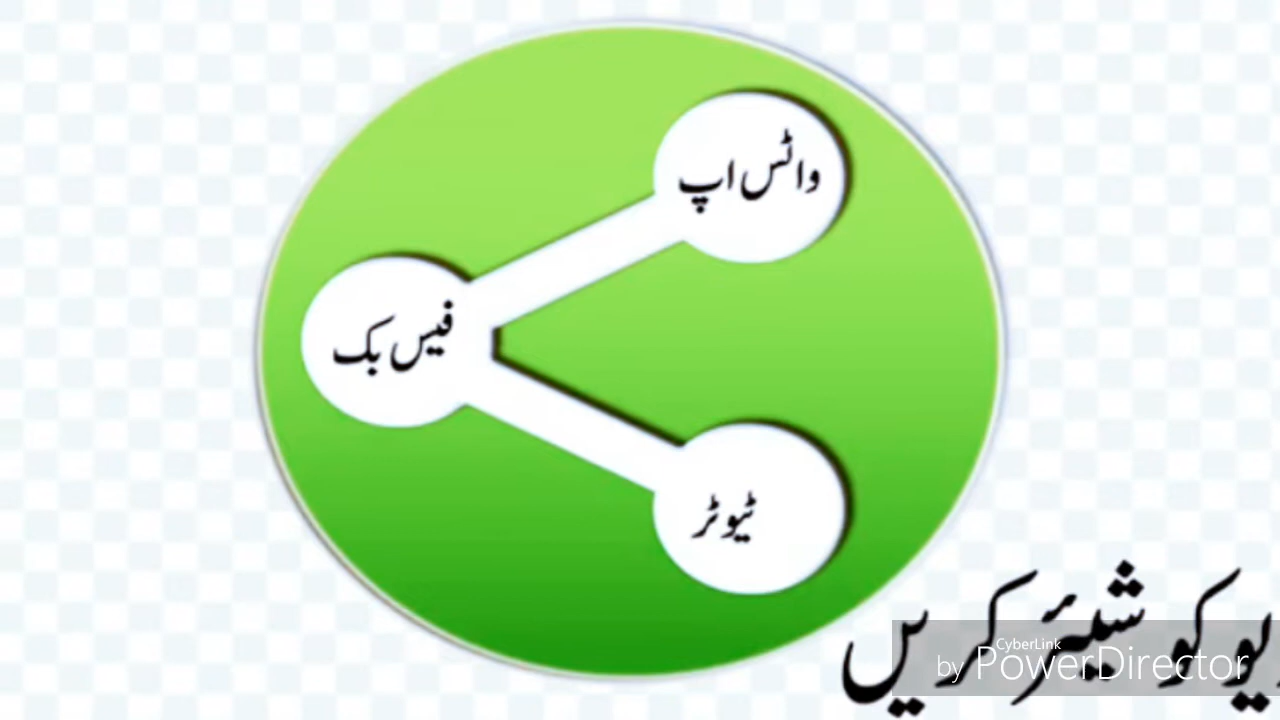 واٹس اپ
فیس بک
ٹیوٹر
کو شیئر کریں
CyberLink
by PowerDirector